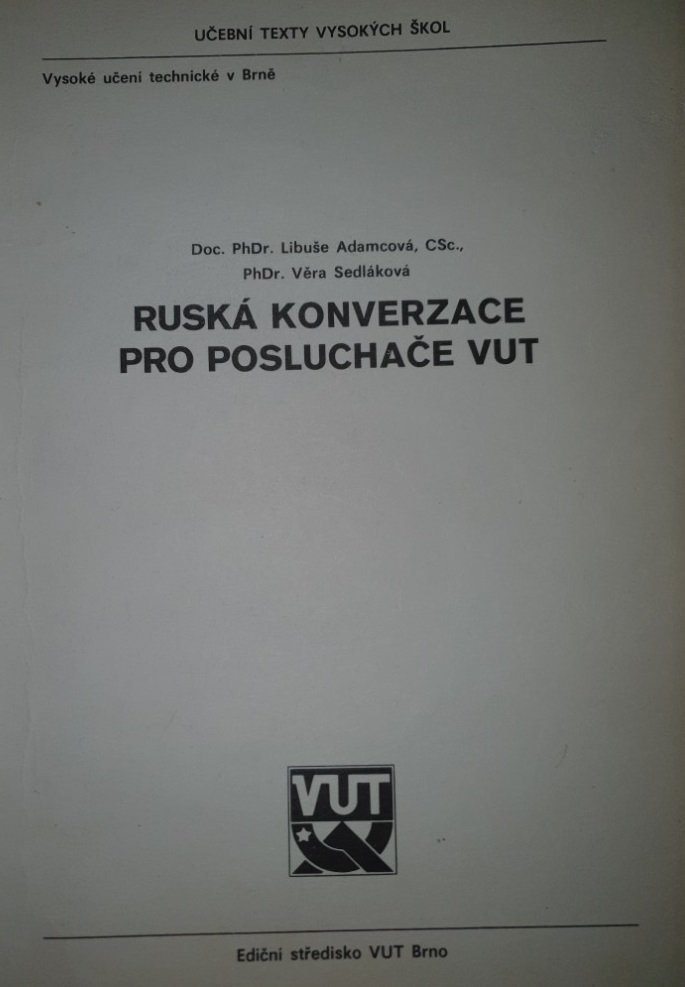 UČEBNÍ TEXTY VYSOKÝCH ŠKOL
Vysoké učení technické v Brně
Doc. PhDr. Libuše Adamcová, CSc.,
PhDr. Věra Sedláková
RUSKÁ KONVERZACE
PRO POSLUCHAČE VUT
VUT
Ediční středisko VUT Brno